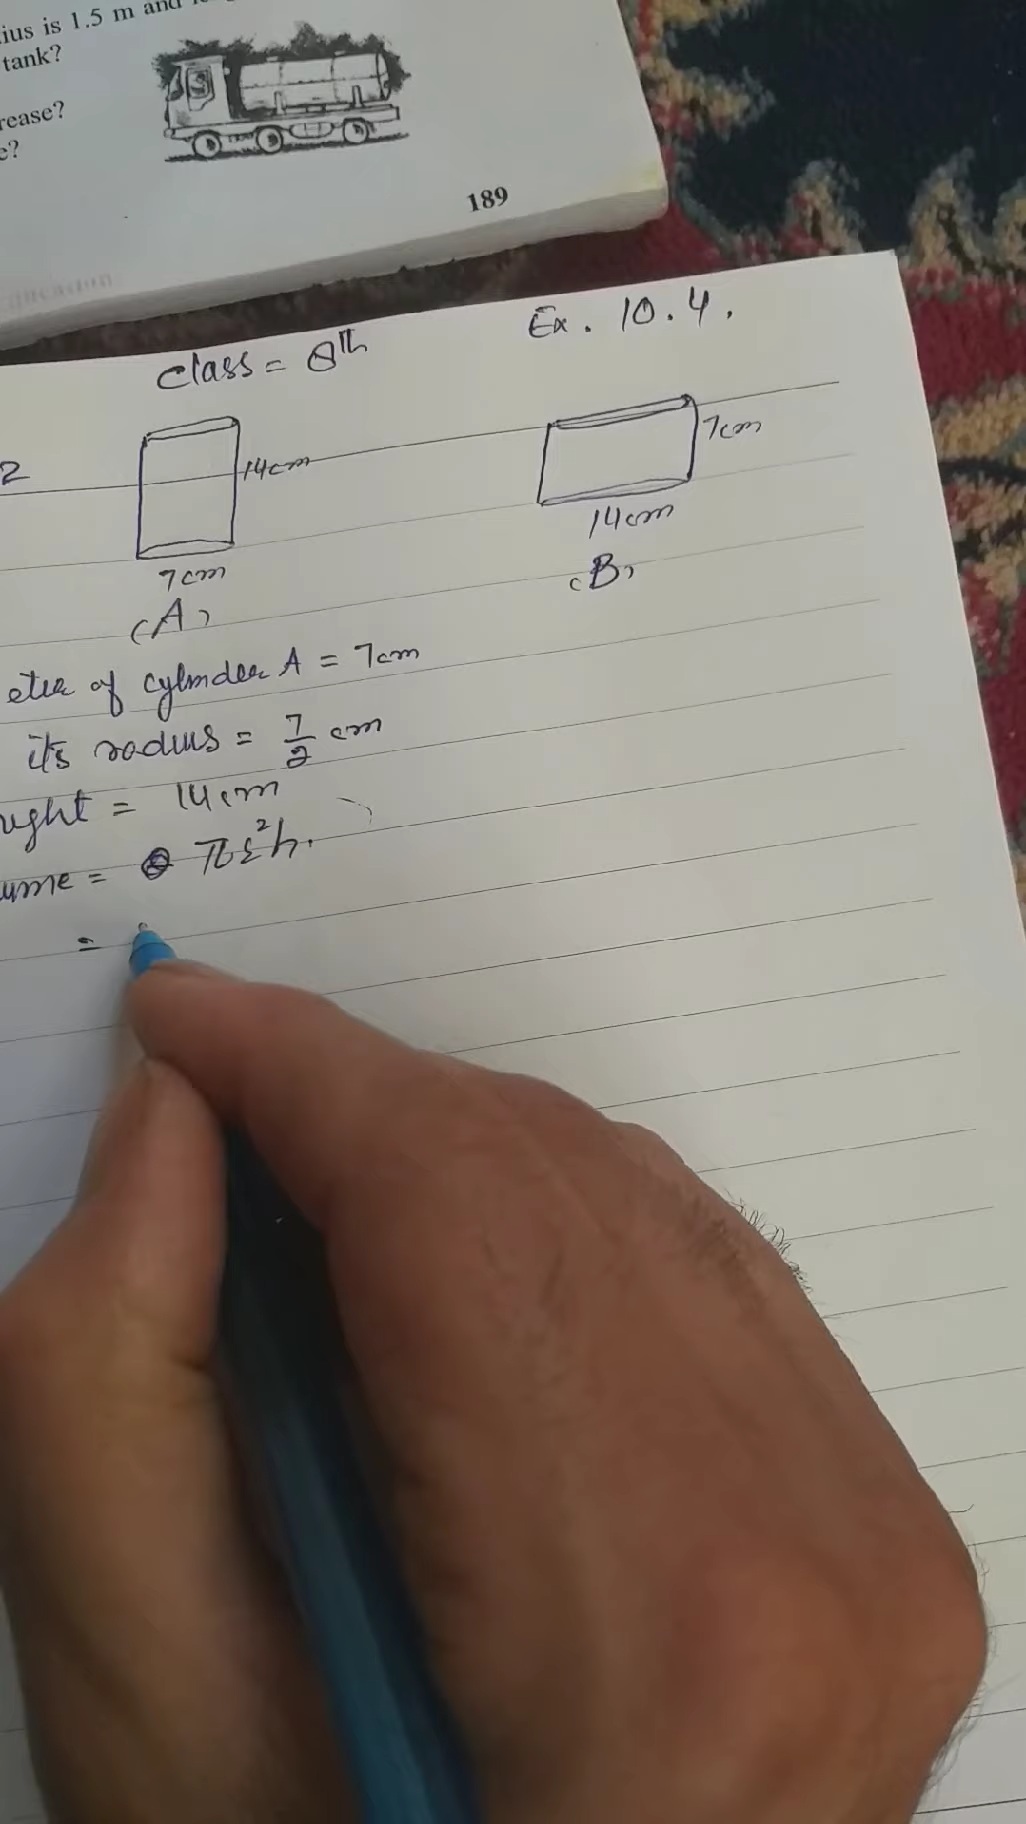 ius is 1.5 m and
tank?
rease?
e?
189
Class = 8th
Ex. 10.4.
2
14cm
7cm
7cm
14cm
(A)
(B)
eter of cylinder A = 7cm
its radius = 7/2 cm
ught = 14cm
ume = πr²h.
=